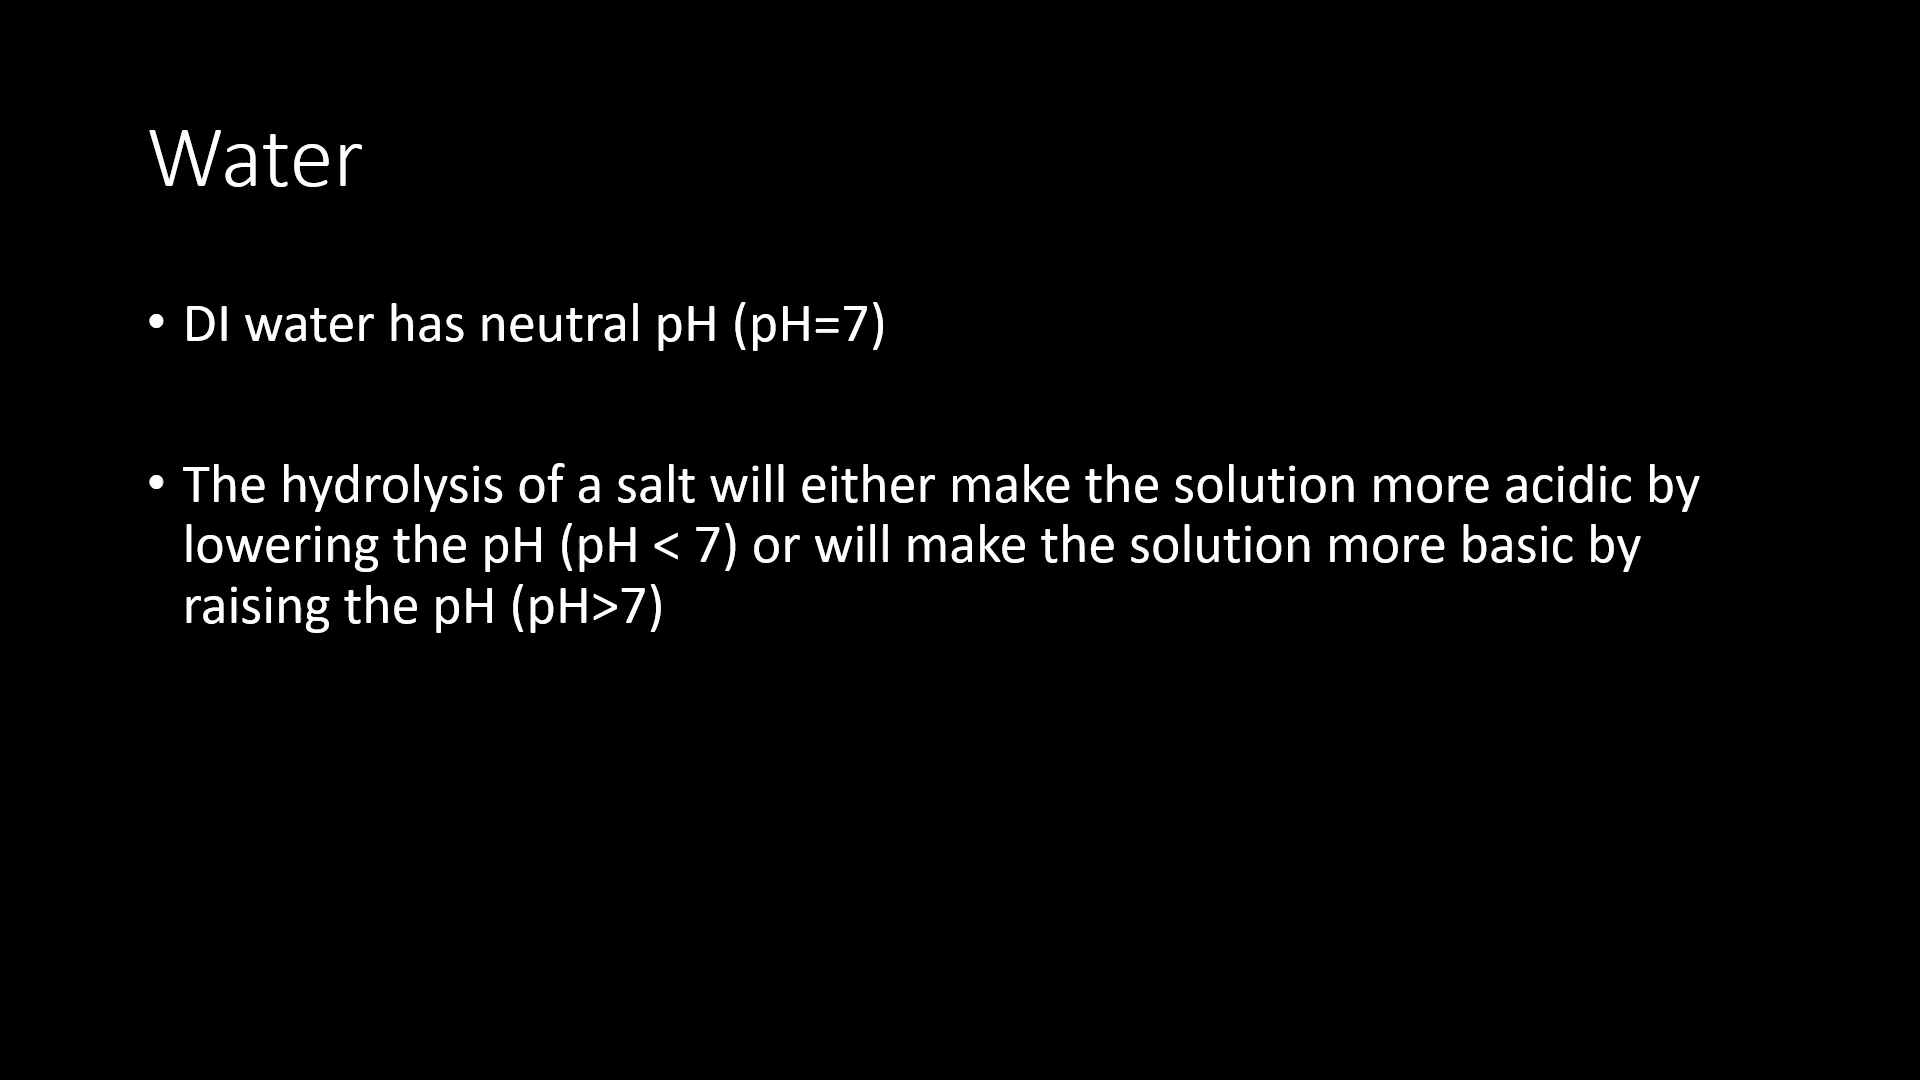 Water
• DI water has neutral pH (pH=7)
• The hydrolysis of a salt will either make the solution more acidic by
lowering the pH (pH < 7) or will make the solution more basic by
raising the pH (pH>7)